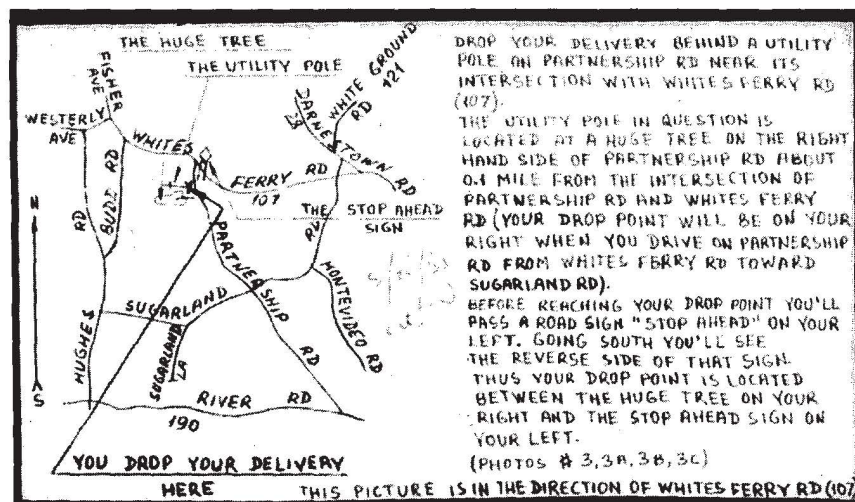 THE HUGE TREE
THE UTILITY POLE
FISHER AVE
WESTERLY AVE
WHITES
FERRY RD
107
WHITE GROUND RD 121
DARNESTOWN RD
28
BUDD RD
THE STOP AHEAD SIGN
RD
PARTNERSHIP RD
SUGARLAND
SUGARLAND LA
MONTEVIDEO RD
HUGHES RD
N
S
RIVER RD
190
YOU DROP YOUR DELIVERY
HERE
DROP YOUR DELIVERY BEHIND A UTILITY
POLE ON PARTNERSHIP RD NEAR ITS
INTERSECTION WITH WHITES FERRY RD
(107).
THE UTILITY POLE IN QUESTION IS
LOCATED AT A HUGE TREE ON THE RIGHT
HAND SIDE OF PARTNERSHIP RD ABOUT
0.1 MILE FROM THE INTERSECTION OF
PARTNERSHIP RD AND WHITES FERRY
RD (YOUR DROP POINT WILL BE ON YOUR
RIGHT WHEN YOU DRIVE ON PARTNERSHIP
RD FROM WHITES FERRY RD TOWARD
SUGARLAND RD).
BEFORE REACHING YOUR DROP POINT YOU'LL
PASS A ROAD SIGN "STOP AHEAD" ON YOUR
LEFT. GOING SOUTH YOU'LL SEE
THE REVERSE SIDE OF THAT SIGN.
THUS YOUR DROP POINT IS LOCATED
BETWEEN THE HUGE TREE ON YOUR
RIGHT AND THE STOP AHEAD SIGN ON
YOUR LEFT.
(PHOTOS # 3, 3A, 3B, 3C)
THIS PICTURE IS IN THE DIRECTION OF WHITES FERRY RD (107)